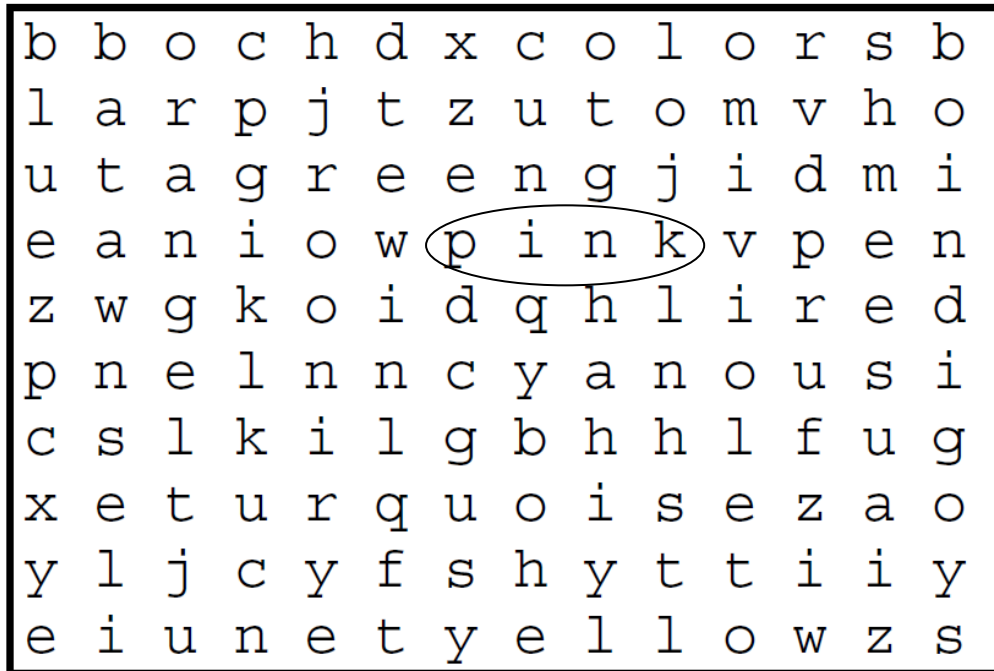 b b o c h d x c o l o r s b
l a r p j t z u t o m v h o
u t a g r e e n g j i d m i
e a n i o w p i n k v p e n
z w g k o i d q h l i r e d
p n e l n n c y a n o u s i
c s l k i l g b h h l f u g
x e t u r q u o i s e z a o
y l j c y f s h y t t i i y
e i u n e t y e l l o w z s